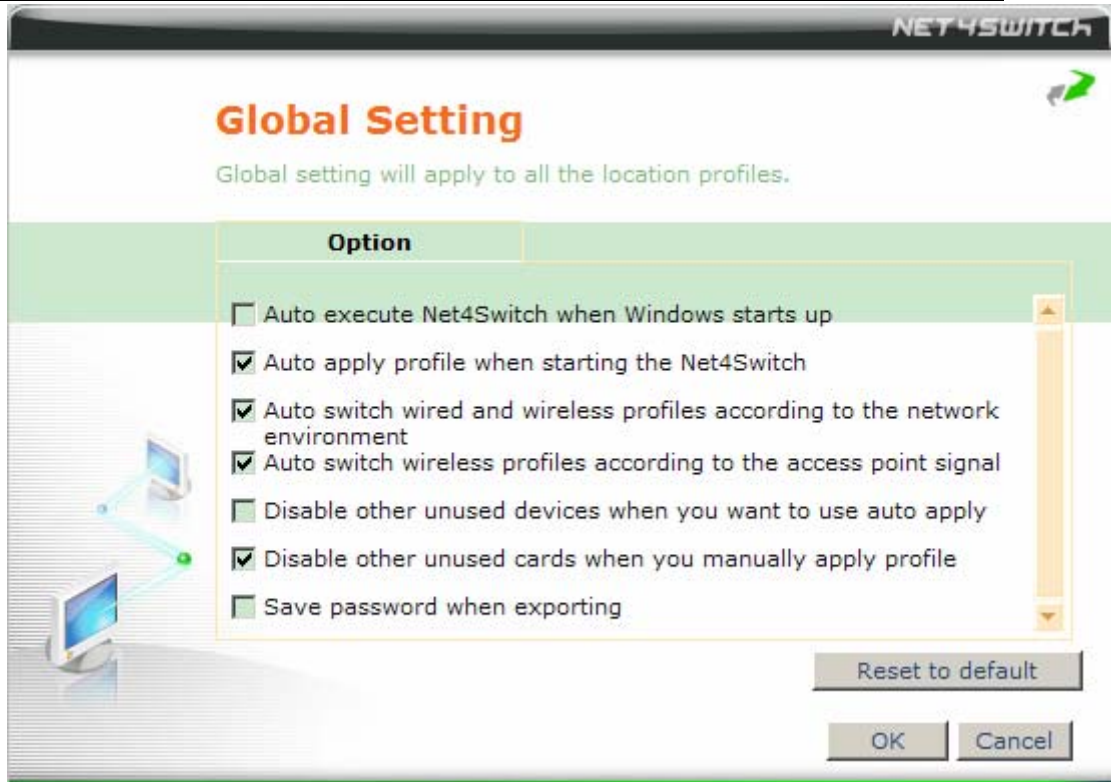 NET4SWITCH
Global Setting
Global setting will apply to all the location profiles.
Option
Auto execute Net4Switch when Windows starts up
Auto apply profile when starting the Net4Switch
Auto switch wired and wireless profiles according to the network
environment
Auto switch wireless profiles according to the access point signal
Disable other unused devices when you want to use auto apply
Disable other unused cards when you manually apply profile
Save password when exporting
Reset to default
OK
Cancel